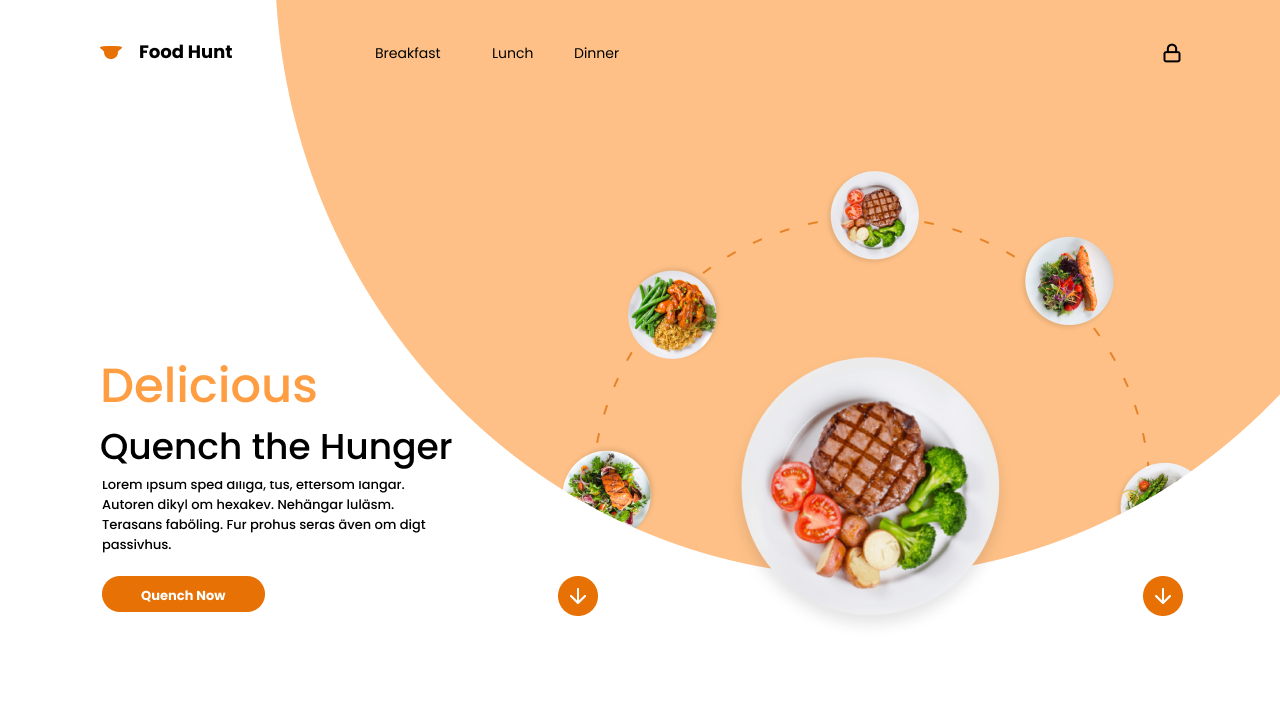 Food Hunt
Breakfast
Lunch
Dinner
Delicious
Quench the Hunger
Lorem ipsum sped diliga, tus, eftersom långar.
Autoren dikyl om hexakev. Nehängar luläsm.
Terasans faböling. Fur prohus seras även om digt
passivhus.
Quench Now